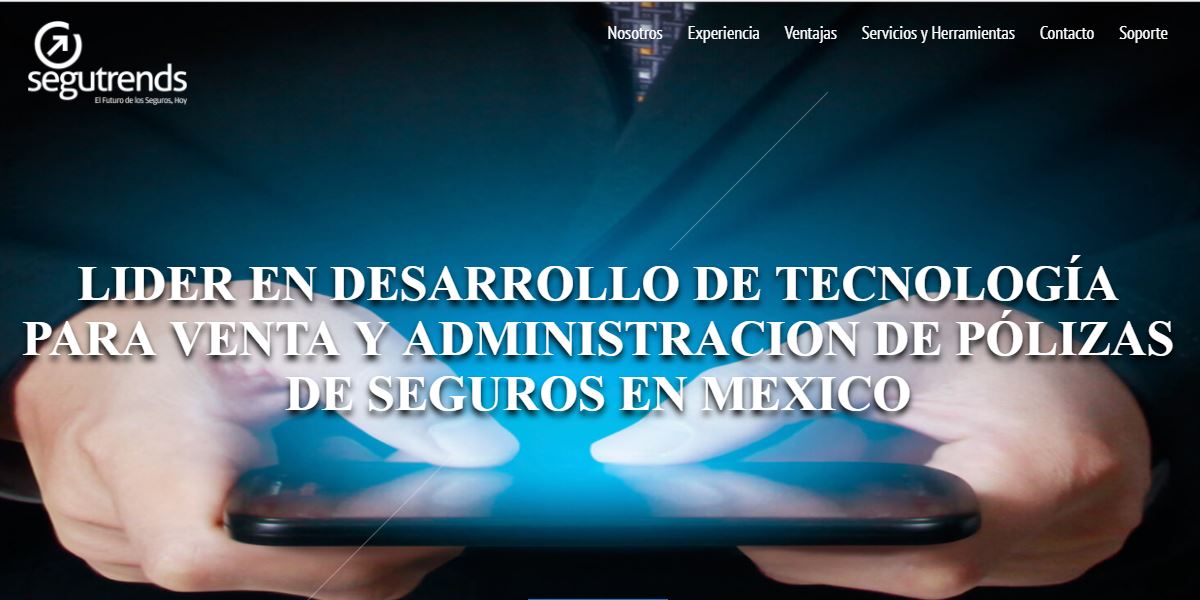 segutrends
El Futuro de los Seguros, Hoy
Nosotros Experiencia Ventajas Servicios y Herramientas Contacto Soporte
LIDER EN DESARROLLO DE TECNOLOGÍA
PARA VENTA Y ADMINISTRACION DE PÓLIZAS
DE SEGUROS EN MEXICO